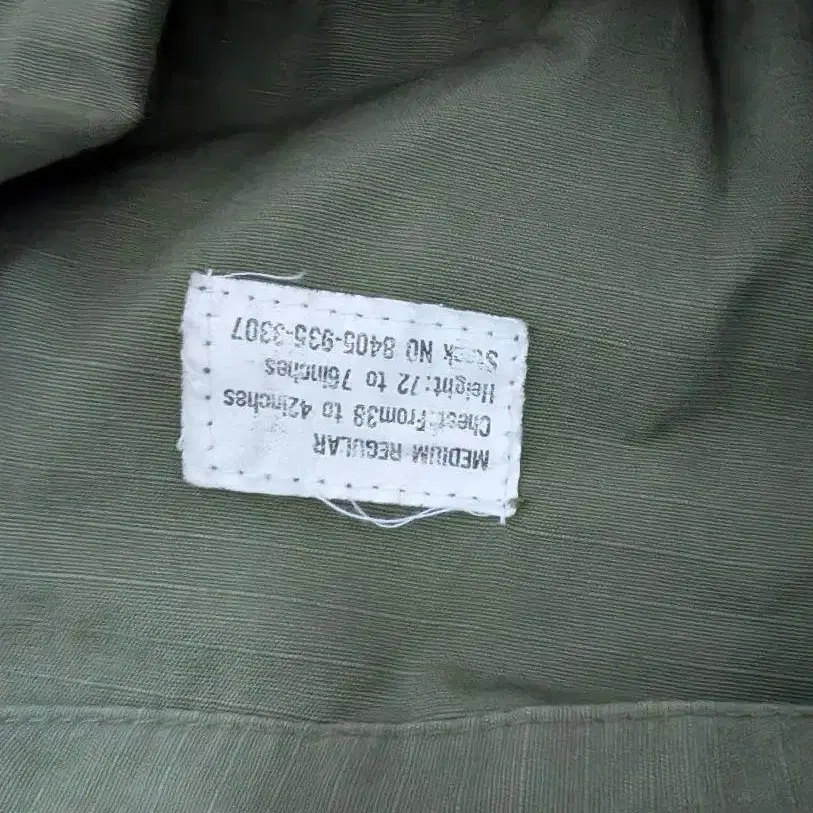 MEDIUM REGULAR
Chest:From38 to 42inches
Height:72 to 76inches
Stock NO 8405-935-3307